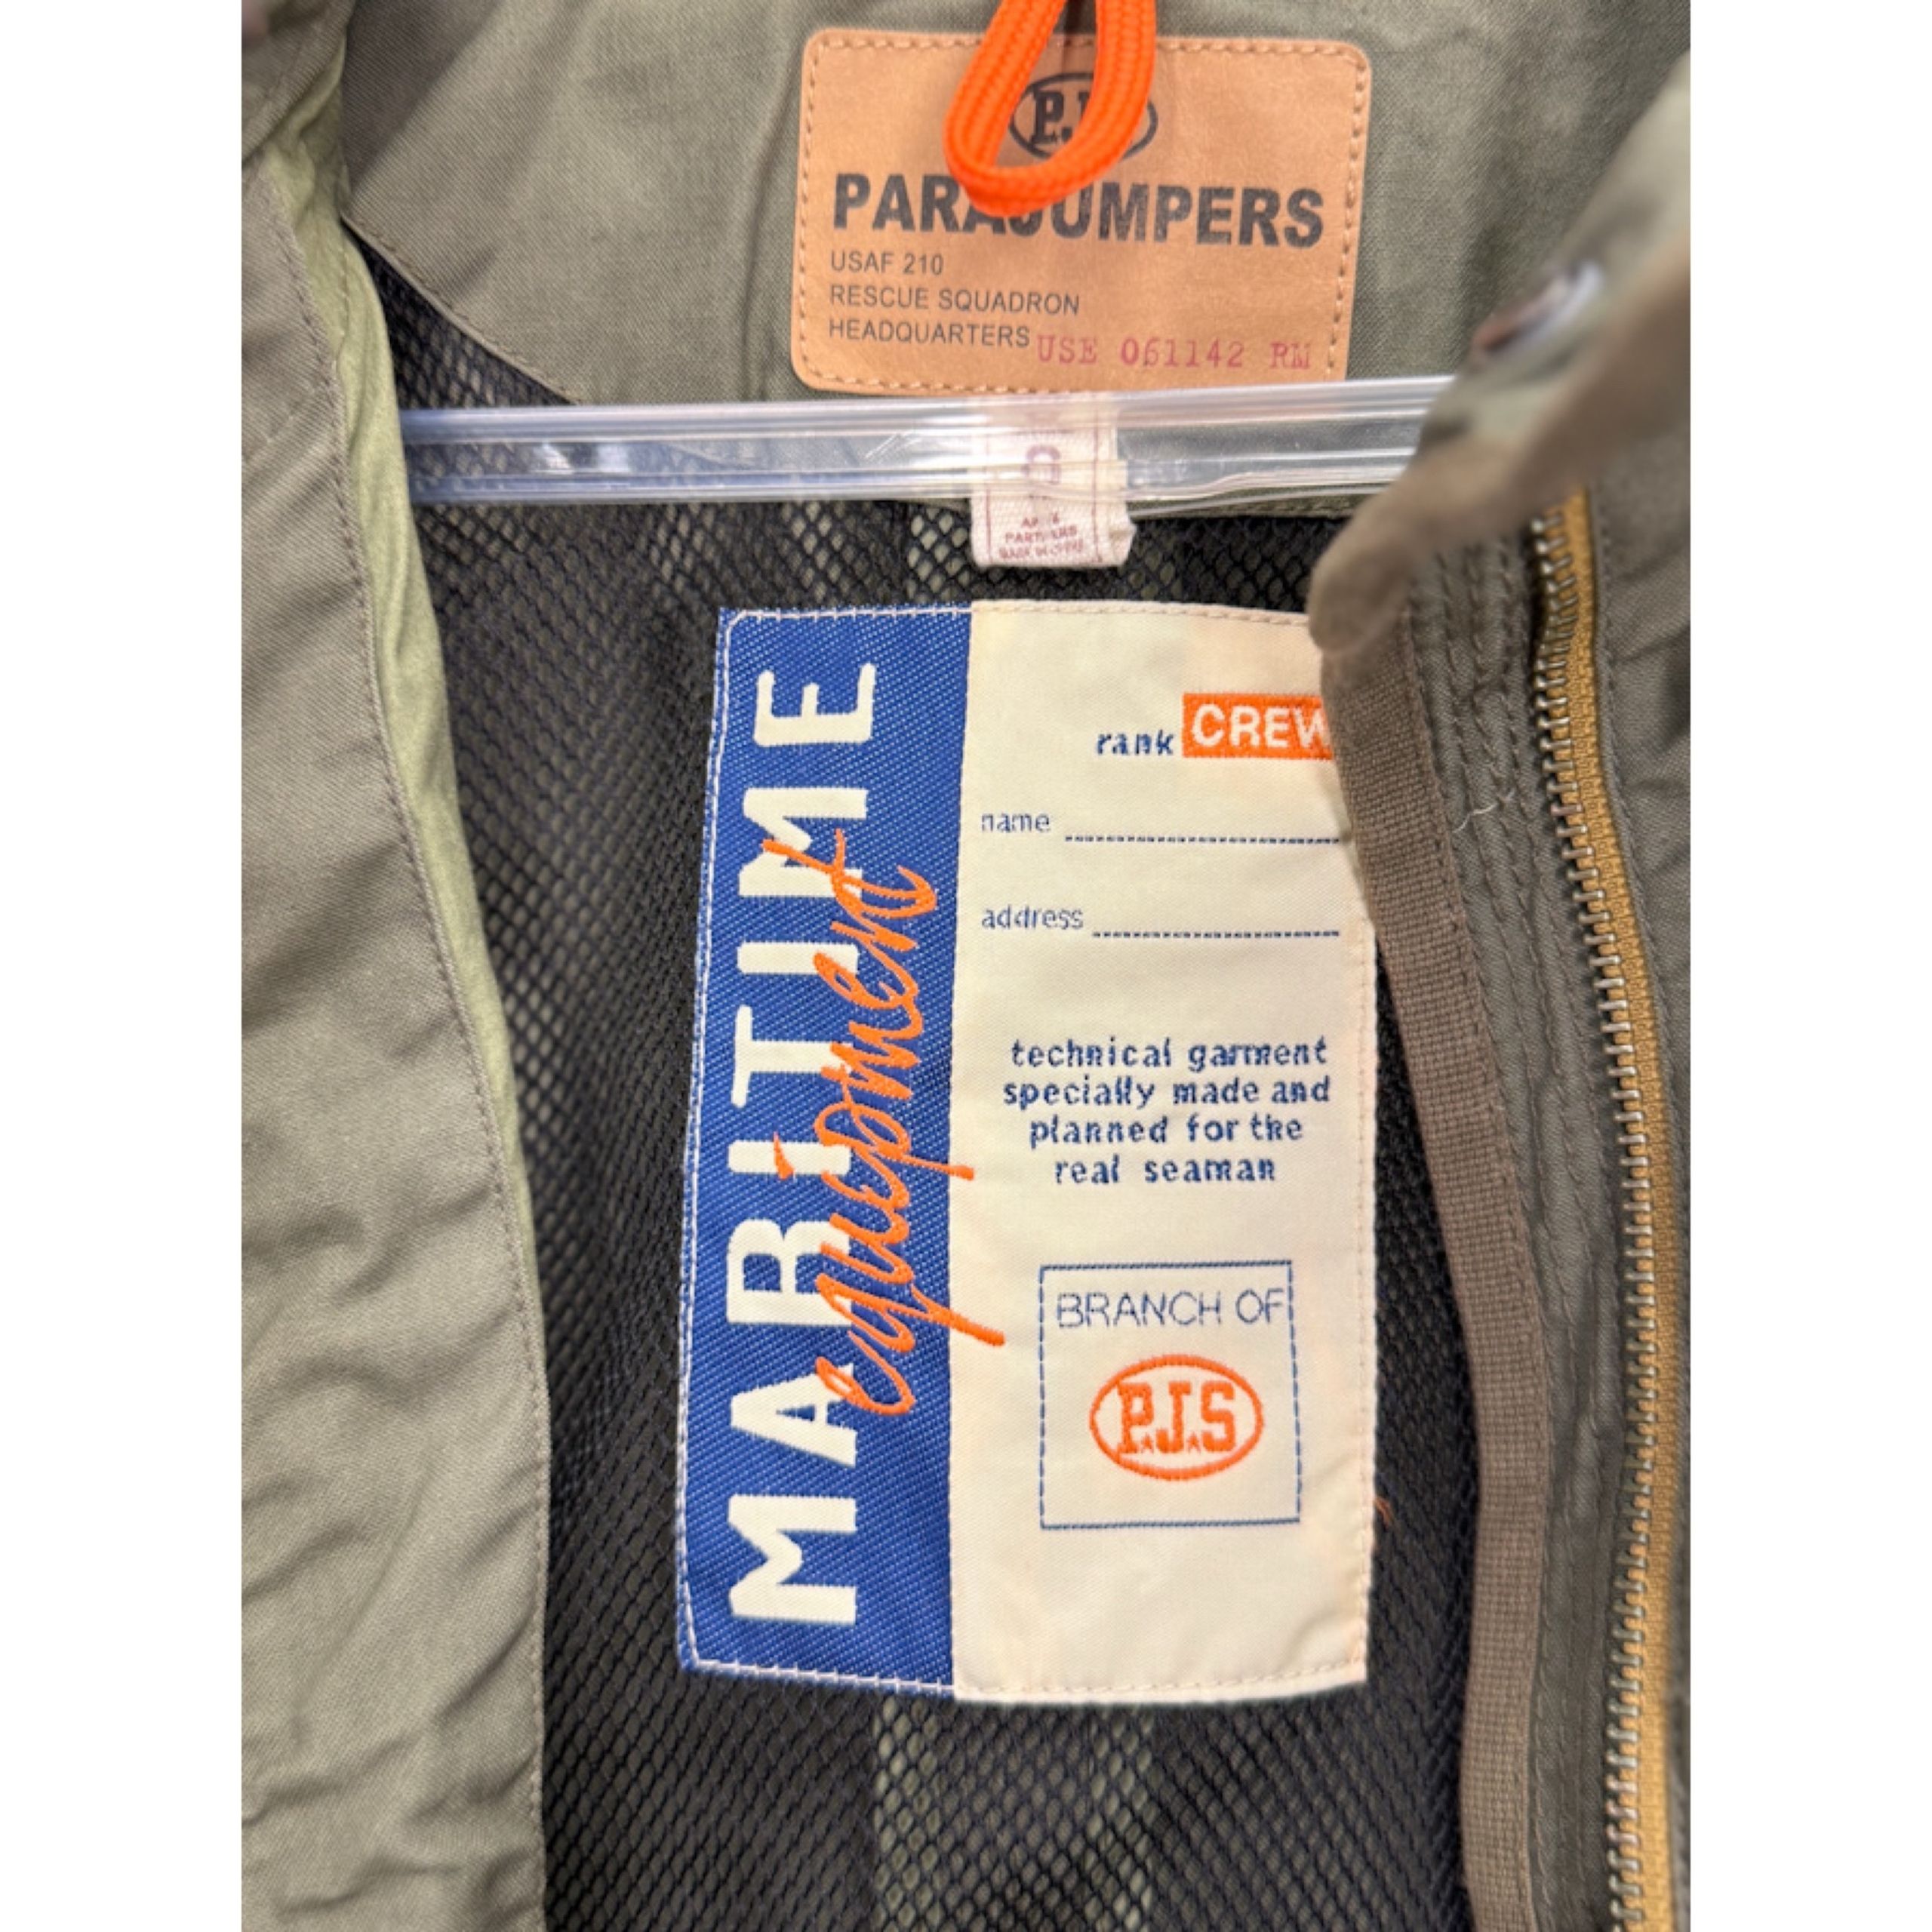 PARAJUMPERS
USAF 210
RESCUE SQUADRON
HEADQUARTERS USE 061142 RM
MARITIME
equipment
rank CREW
name
address
technical garment
specially made and
planned for the
real seaman
BRANCH OF
P.J.S